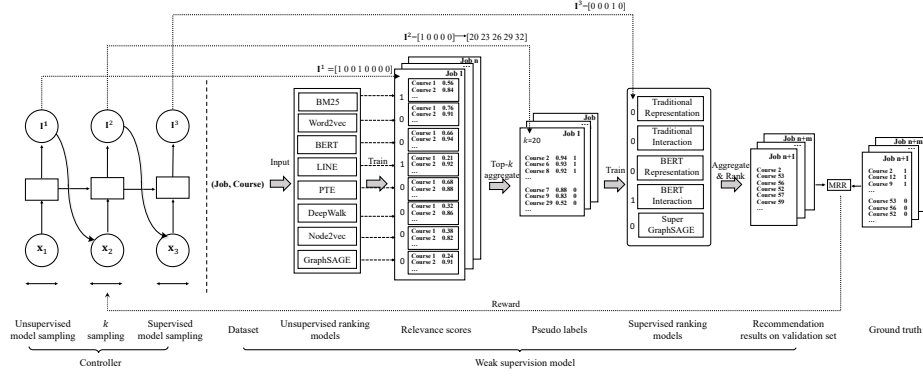 I³=[0 0 0 1 0]
I²=[1 0 0 0 0]→[20 23 26 29 32]
I¹=[1 0 0 1 0 0 0 0]
I¹
I²
I³
x₁
x₂
x₃
Unsupervised
model sampling
k
sampling
Supervised
model sampling
Controller
(Job, Course)
Input
BM25
Word2vec
BERT
LINE
PTE
DeepWalk
Node2vec
GraphSAGE
Train
Job n
...
Job 1
1
Course 1 0.56
Course 2 0.84
...
0
Course 1 0.76
Course 2 0.91
...
0
Course 1 0.66
Course 2 0.94
...
1
Course 1 0.21
Course 2 0.92
...
0
Course 1 0.68
Course 2 0.88
...
0
Course 1 0.32
Course 2 0.86
...
0
Course 1 0.38
Course 2 0.82
...
0
Course 1 0.24
Course 2 0.91
...
Top-k
aggregate
Job
...
Job 1
k=20
Course 2 0.94 1
Course 6 0.93 1
Course 8 0.92 1
...
Course 7 0.88 0
Course 9 0.83 0
Course 29 0.52 0
Train
0
Traditional
Representation
0
Traditional
Interaction
0
BERT
Representation
1
BERT
Interaction
0
Super
GraphSAGE
Aggregate
& Rank
Job n+m
...
Job n+1
Course 2
Course 53
Course 56
Course 52
Course 57
Course 59
...
MRR
Job n+m
...
Job n+1
Course 2 1
Course 12 1
Course 9 1
...
Course 53 0
Course 56 0
Course 52 0
...
Reward
Dataset
Unsupervised ranking
models
Relevance scores
Pseudo labels
Supervised ranking
models
Recommendation
results on validation set
Ground truth
Weak supervision model